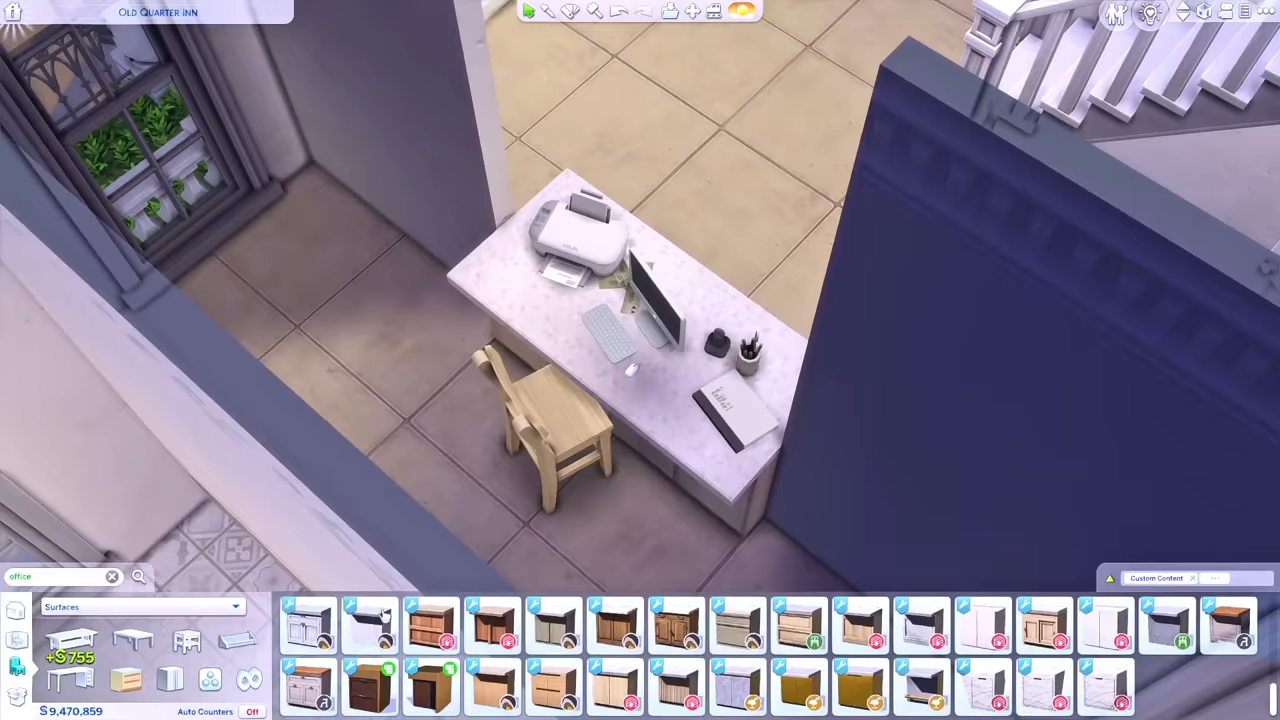 Old Quarter Inn
office
Custom Content
Surfaces
+§755
§9,470,859
Auto Counters
Off